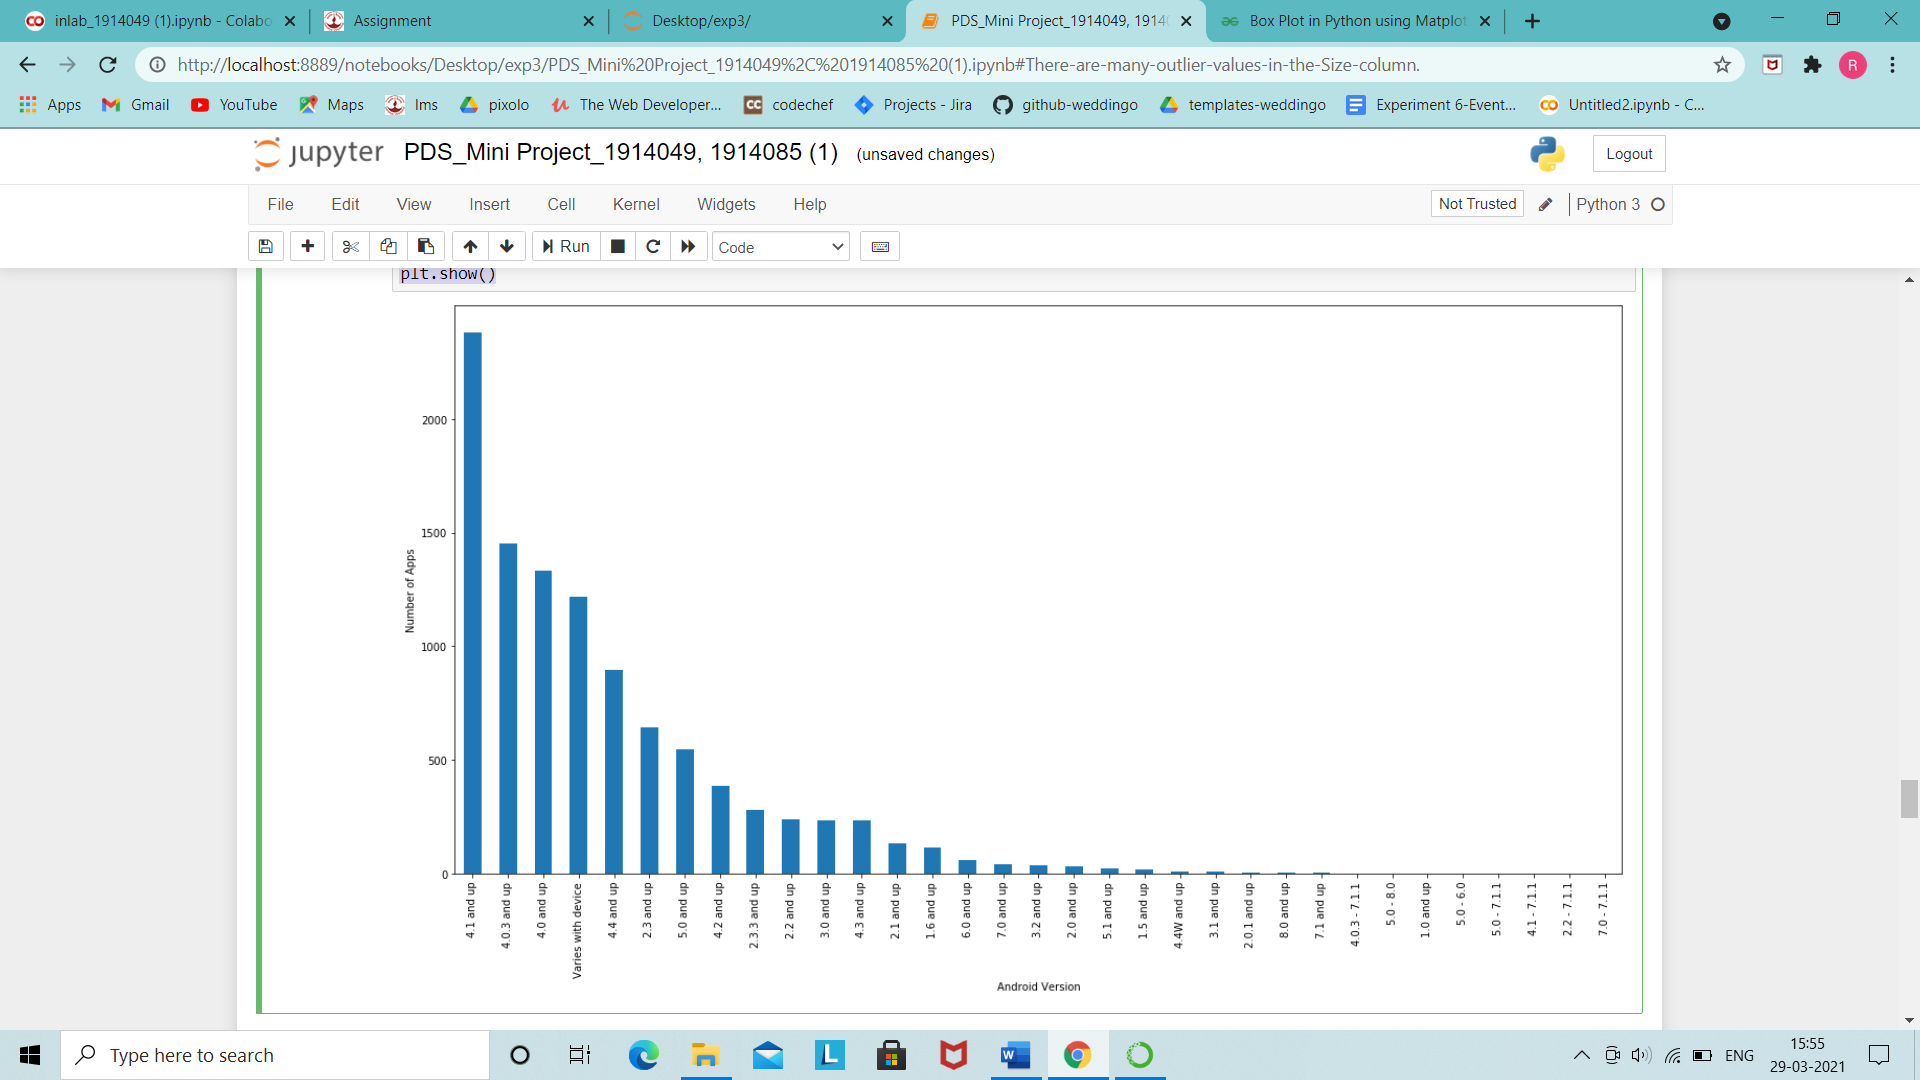 inlab_1914049 (1).ipynb - Colabo
Assignment
Desktop/exp3/
PDS_Mini Project_1914049, 1914
Box Plot in Python using Matplot
http://localhost:8889/notebooks/Desktop/exp3/PDS_Mini%20Project_1914049%2C%201914085%20(1).ipynb#There-are-many-outlier-values-in-the-Size-column.
R
Apps
Gmail
YouTube
Maps
lms
pixolo
The Web Developer...
CC codechef
Projects - Jira
github-weddingo
templates-weddingo
Experiment 6-Event...
Untitled2.ipynb - C...
jupyter PDS_Mini Project_1914049, 1914085 (1) (unsaved changes)
Logout
File Edit View Insert Cell Kernel Widgets Help
Not Trusted
Python 3
Run
Code
plt.show()
2000
1500
1000
500
0
Number of Apps
4.1 and up
4.0.3 and up
4.0 and up
Varies with device
4.4 and up
2.3 and up
5.0 and up
4.2 and up
2.3.3 and up
2.2 and up
3.0 and up
4.3 and up
2.1 and up
1.6 and up
6.0 and up
7.0 and up
3.2 and up
2.0 and up
5.1 and up
1.5 and up
4.4W and up
3.1 and up
2.0.1 and up
8.0 and up
7.1 and up
4.0.3 - 7.1.1
5.0 - 8.0
1.0 and up
5.0 - 6.0
5.0 - 7.1.1
4.1 - 7.1.1
2.2 - 7.1.1
7.0 - 7.1.1
Android Version
Type here to search
L
W
ENG
15:55
29-03-2021